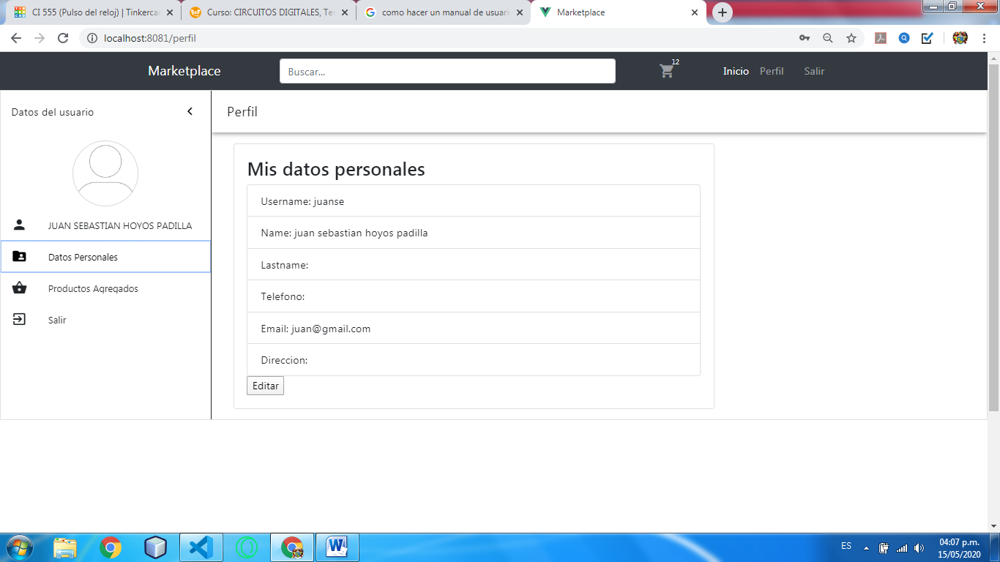 CI 555 (Pulso del reloj) | Tinkerca
Curso: CIRCUITOS DIGITALES, Te
como hacer un manual de usuari
Marketplace
localhost:8081/perfil
Marketplace
Buscar...
12
Inicio
Perfil
Salir
Datos del usuario
Perfil
JUAN SEBASTIAN HOYOS PADILLA
Datos Personales
Productos Agregados
Salir
Mis datos personales
Username: juanse
Name: juan sebastian hoyos padilla
Lastname:
Telefono:
Email: juan@gmail.com
Direccion:
Editar
ES
04:07 p.m.
15/05/2020